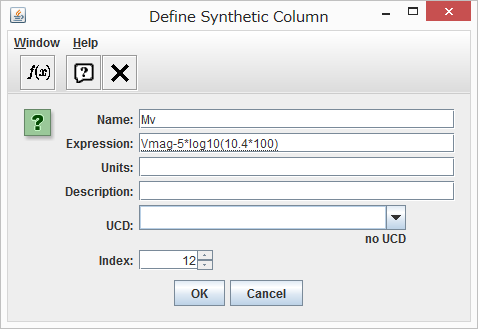 Define Synthetic Column
Window Help
f(x)
Name: Mv
Expression: Vmag-5*log10(10.4*100)
Units:
Description:
UCD:
no UCD
Index: 12
OK Cancel